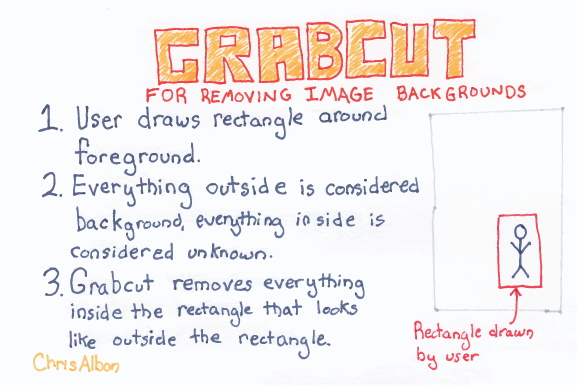 GRABCUT
FOR REMOVING IMAGE BACKGROUNDS
1. User draws rectangle around
foreground.
2. Everything outside is considered
background, everything inside is
considered unknown.
3. Grabcut removes everything
inside the rectangle that looks
like outside the rectangle.
Rectangle drawn
by user
Chris Albon